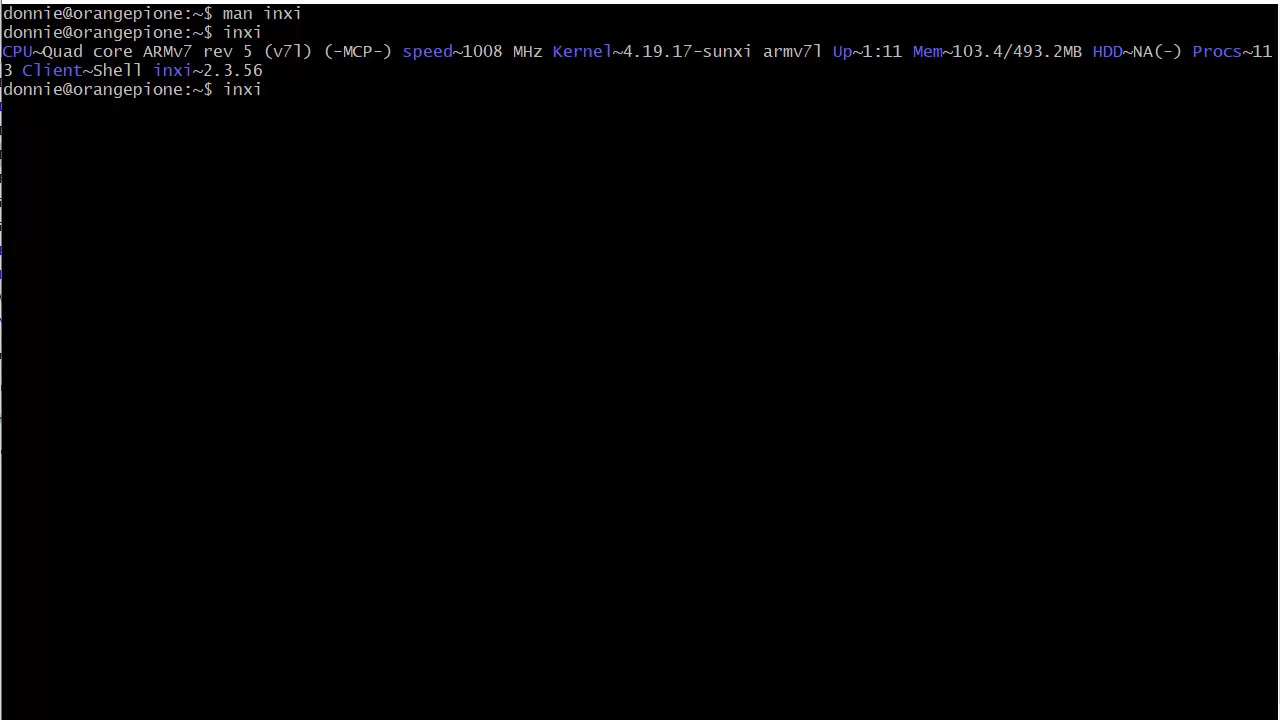 donnie@orangepione:~$ man inxi
donnie@orangepione:~$ inxi
CPU~Quad core ARMv7 rev 5 (v7l) (-MCP-) speed~1008 MHz Kernel~4.19.17-sunxi armv7l Up~1:11 Mem~103.4/493.2MB HDD~NA(-) Procs~11
3 Client~Shell inxi~2.3.56
donnie@orangepione:~$ inxi